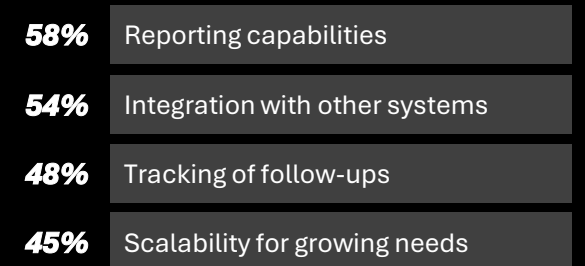 58% Reporting capabilities
54% Integration with other systems
48% Tracking of follow-ups
45% Scalability for growing needs